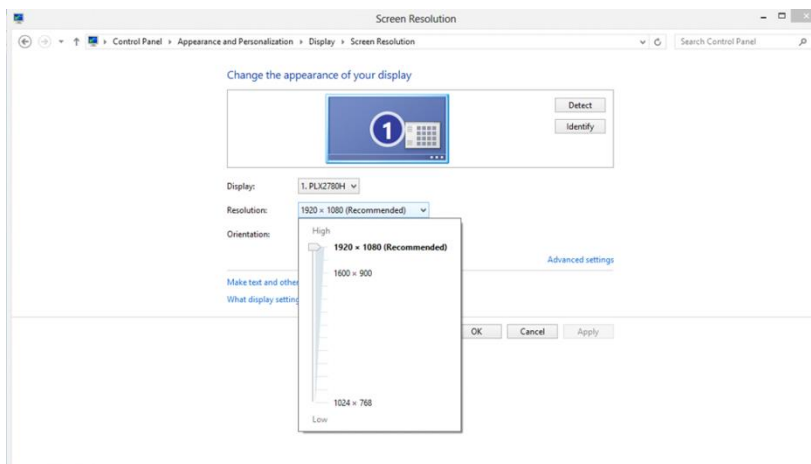 Screen Resolution
Control Panel › Appearance and Personalization › Display › Screen Resolution
Search Control Panel
Change the appearance of your display
1
Detect
Identify
Display: 1. PLX2780H
Resolution: 1920 × 1080 (Recommended)
Orientation:
High
1920 × 1080 (Recommended)
1600 × 900
Advanced settings
Make text and other
What display setting
OK Cancel Apply
1024 × 768
Low